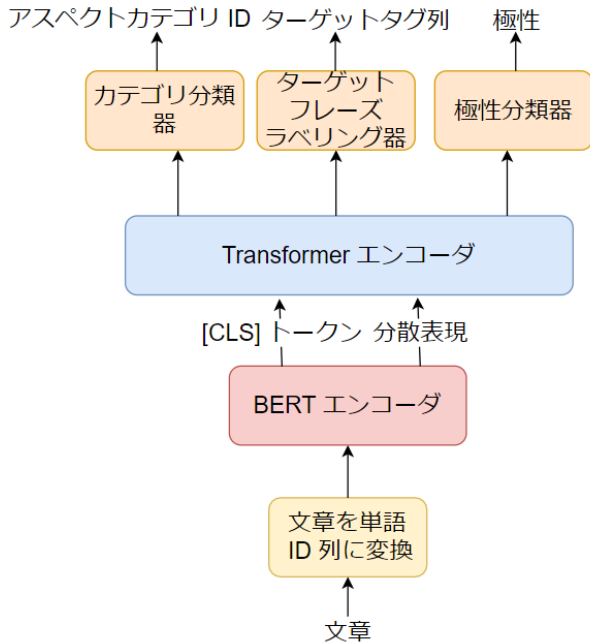 アスペクトカテゴリ ID ターゲットタグ列 極性
カテゴリ分類
器
ターゲット
フレーズ
ラベリング器
極性分類器
Transformer エンコーダ
[CLS] トークン 分散表現
BERT エンコーダ
文章を単語
ID 列に変換
文章